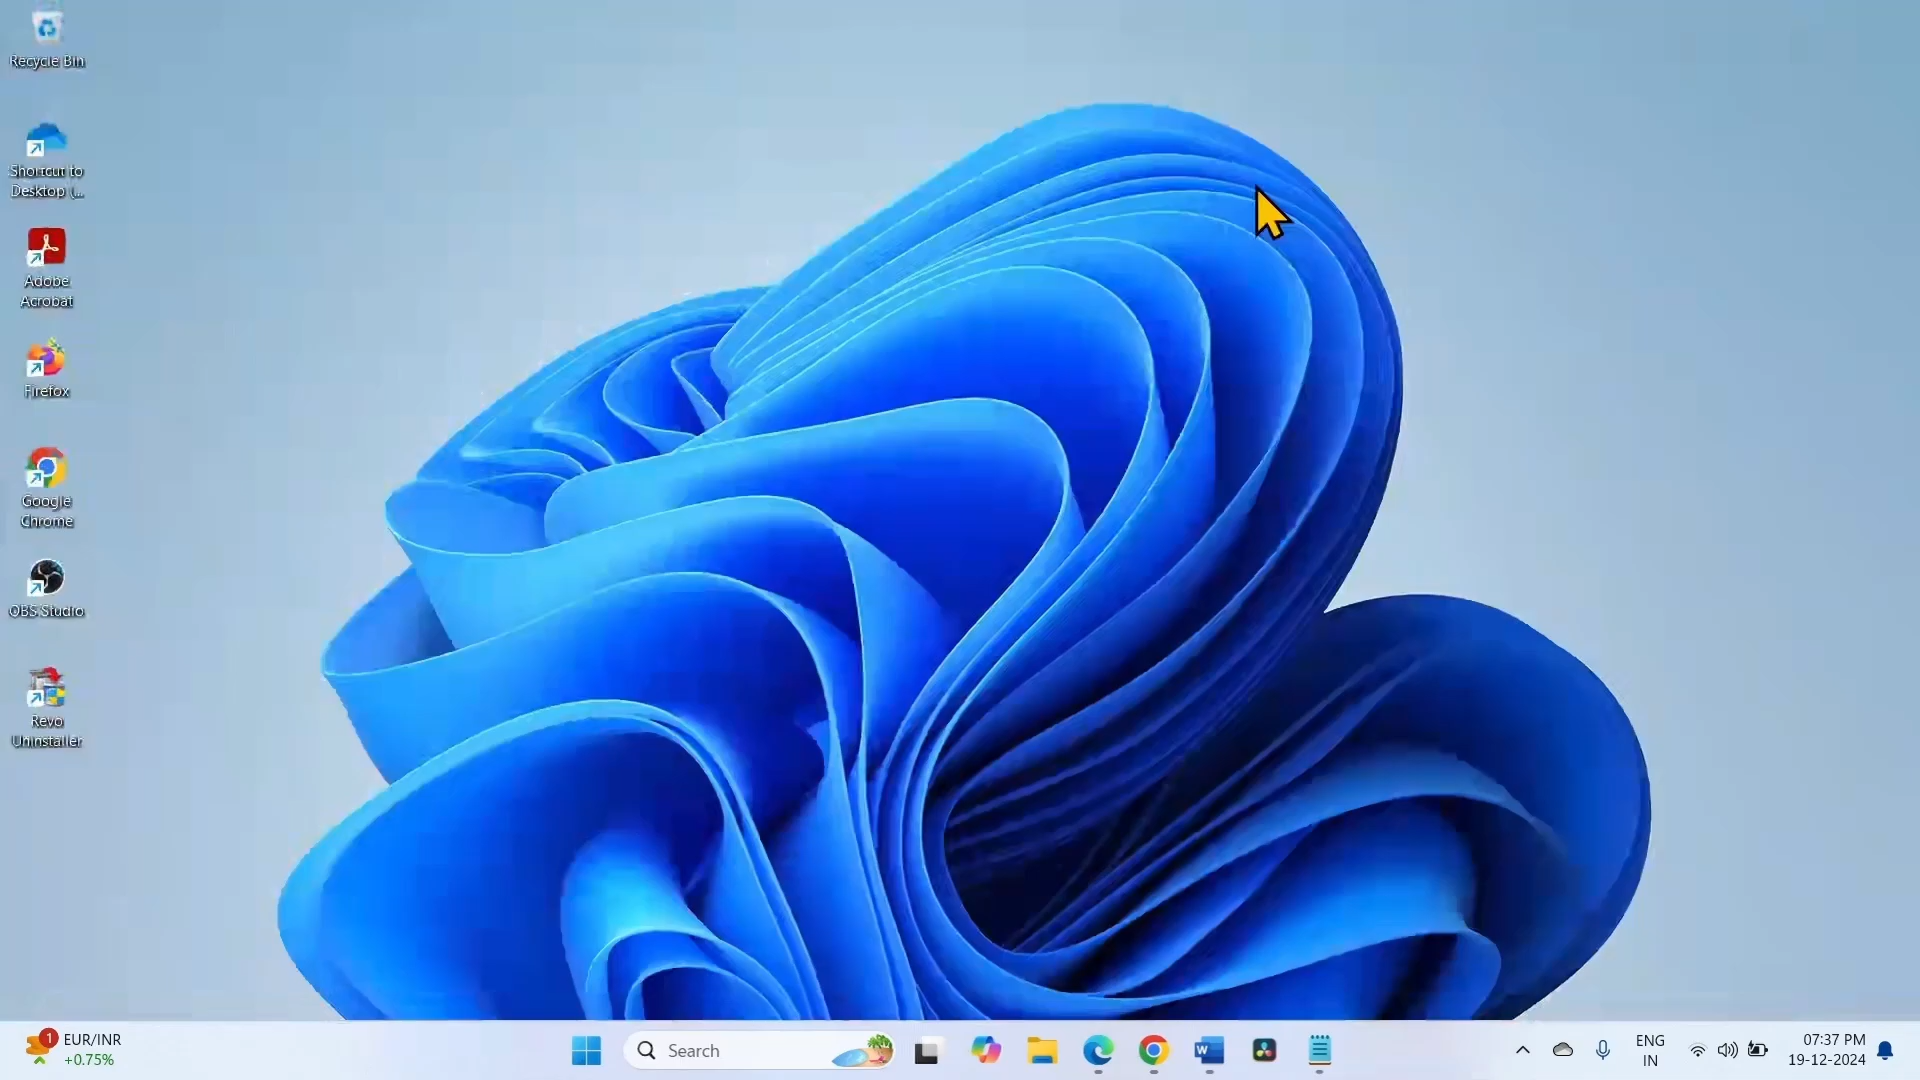 Recycle Bin
Shortcut to
Desktop (...
Adobe
Acrobat
Firefox
Google
Chrome
OBS Studio
Revo
Uninstaller
1
EUR/INR
+0.75%
Search
W
ENG
IN
07:37 PM
19-12-2024